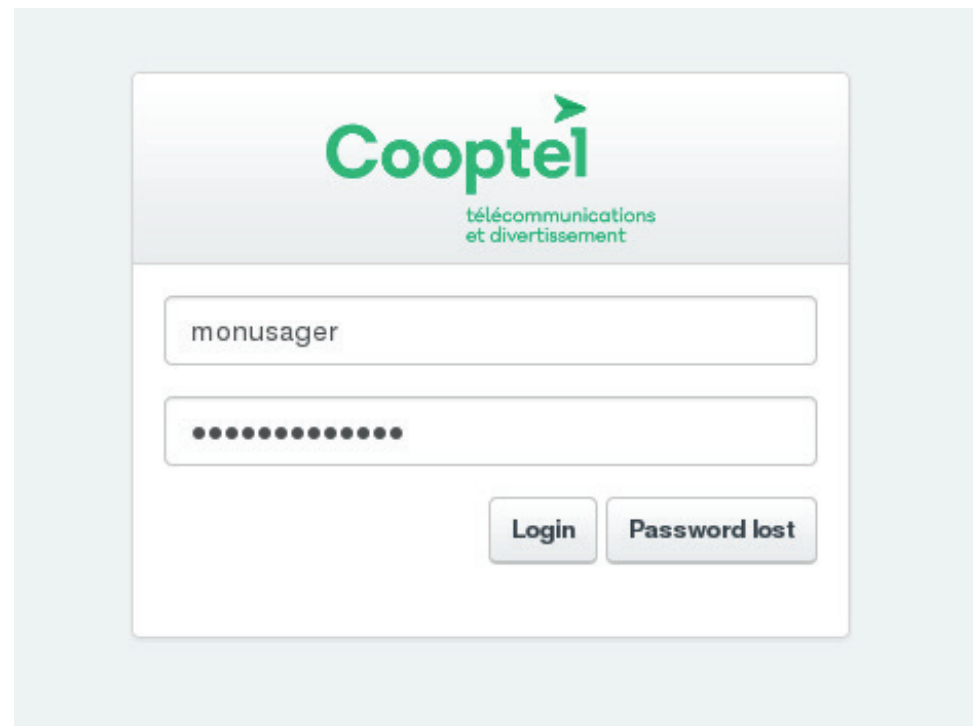 Cooptel
télécommunications
et divertissement
monusager
•••••••••••••
Login Password lost